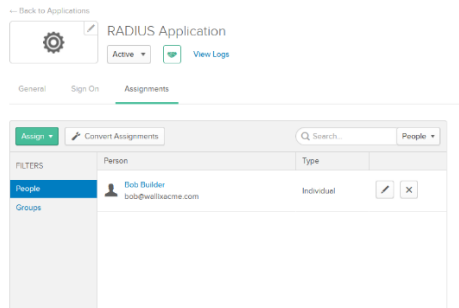 ← Back to Applications
RADIUS Application
Active ▼
View Logs
General Sign On Assignments
Assign ▼ Convert Assignments Search... People ▼
FILTERS Person Type
People
Groups
Bob Builder
bob@wallixacme.com
Individual